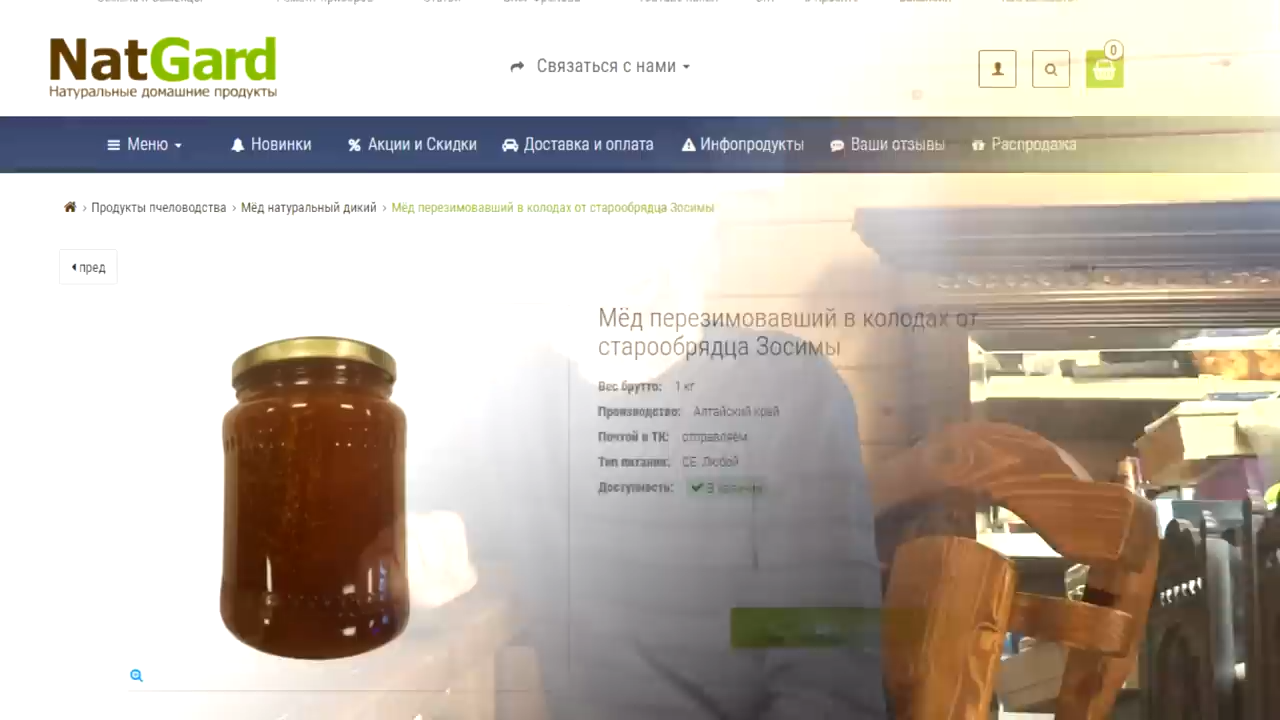 NatGard
Натуральные домашние продукты
Связаться с нами
0
Меню
Новинки
Акции и Скидки
Доставка и оплата
Инфопродукты
Ваши отзывы
Распродажа
Продукты пчеловодства › Мёд натуральный дикий › Мёд перезимовавший в колодах от старообрядца Зосимы
пред
Мёд перезимовавший в колодах от
старообрядца Зосимы
Вес брутто: 1 кг
Производство: Алтайский край
Почтой и ТК: отправляем
Тип питания: СЕ, Любой
Доступность: В наличии